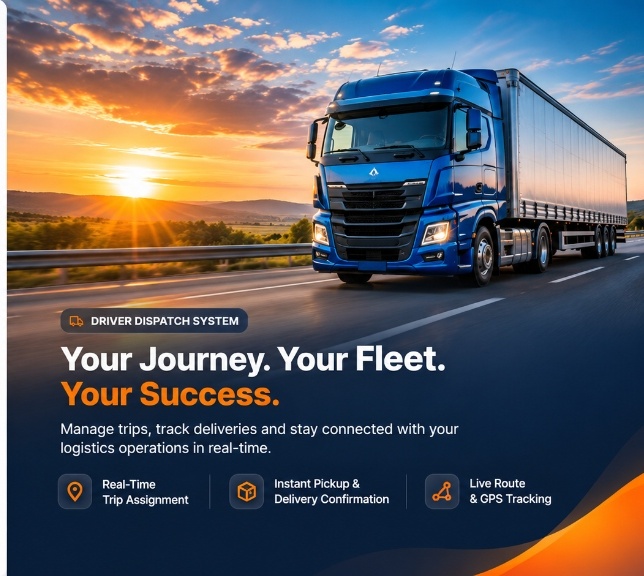 DRIVER DISPATCH SYSTEM
Your Journey. Your Fleet.
Your Success.
Manage trips, track deliveries and stay connected with your
logistics operations in real-time.
Real-Time
Trip Assignment
Instant Pickup &
Delivery Confirmation
Live Route
& GPS Tracking